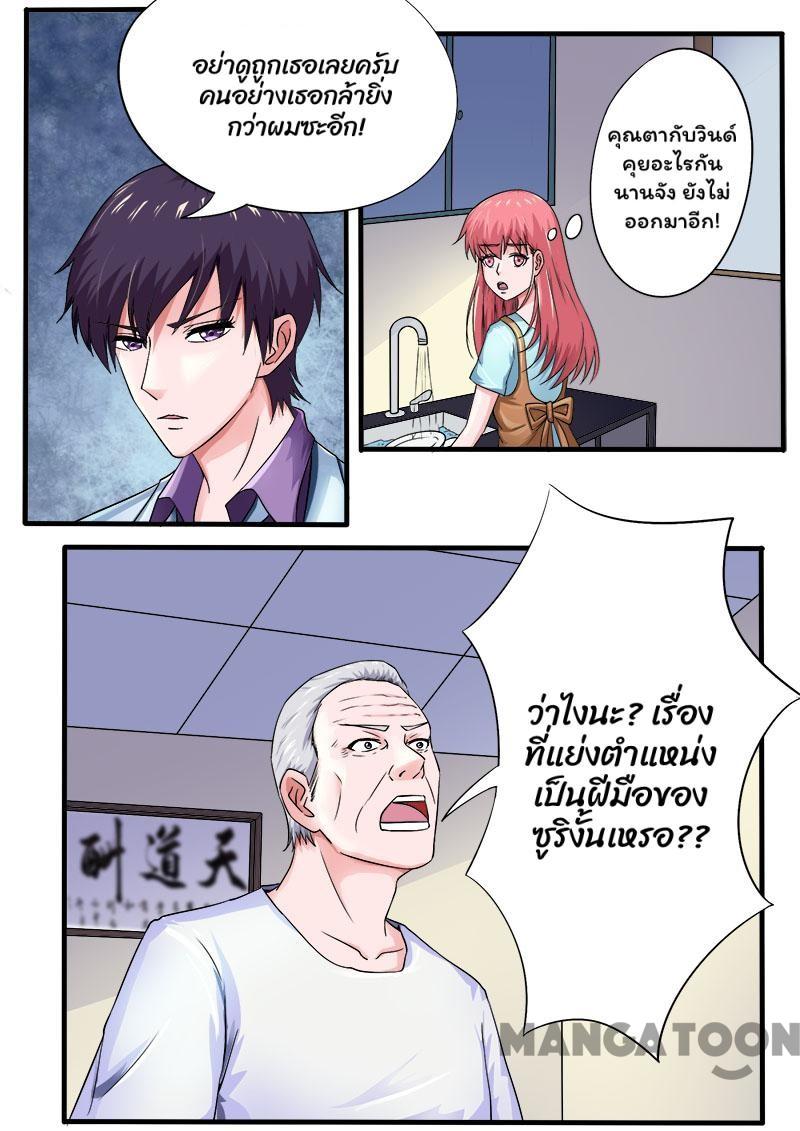 อย่าดูถูกเธอเลยครับ
คนอย่างเธอกล้ายิ่ง
กว่าผมซะอีก!
คุณตากับวินด์
คุยอะไรกัน
นานจัง ยังไม่
ออกมาอีก!
ว่าไงนะ? เรื่อง
ที่แย่งตำแหน่ง
เป็นฝีมือของ
ซูริงั้นเหรอ??
天道酬
MANGATOON